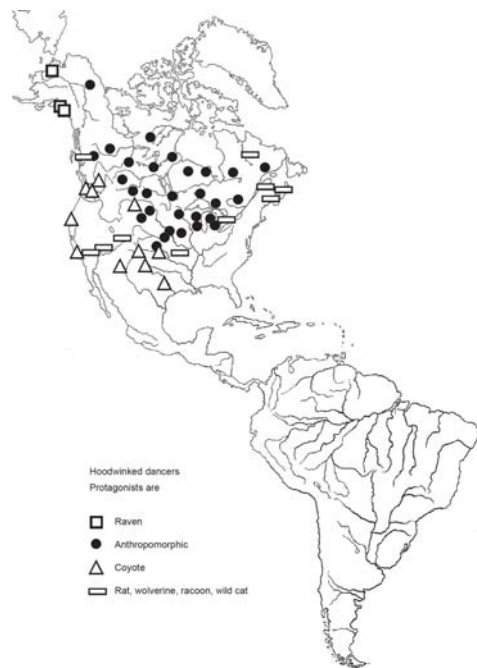 Hoodwinked dancers
Protagonists are
Raven
Anthropomorphic
Coyote
Rat, wolverine, racoon, wild cat